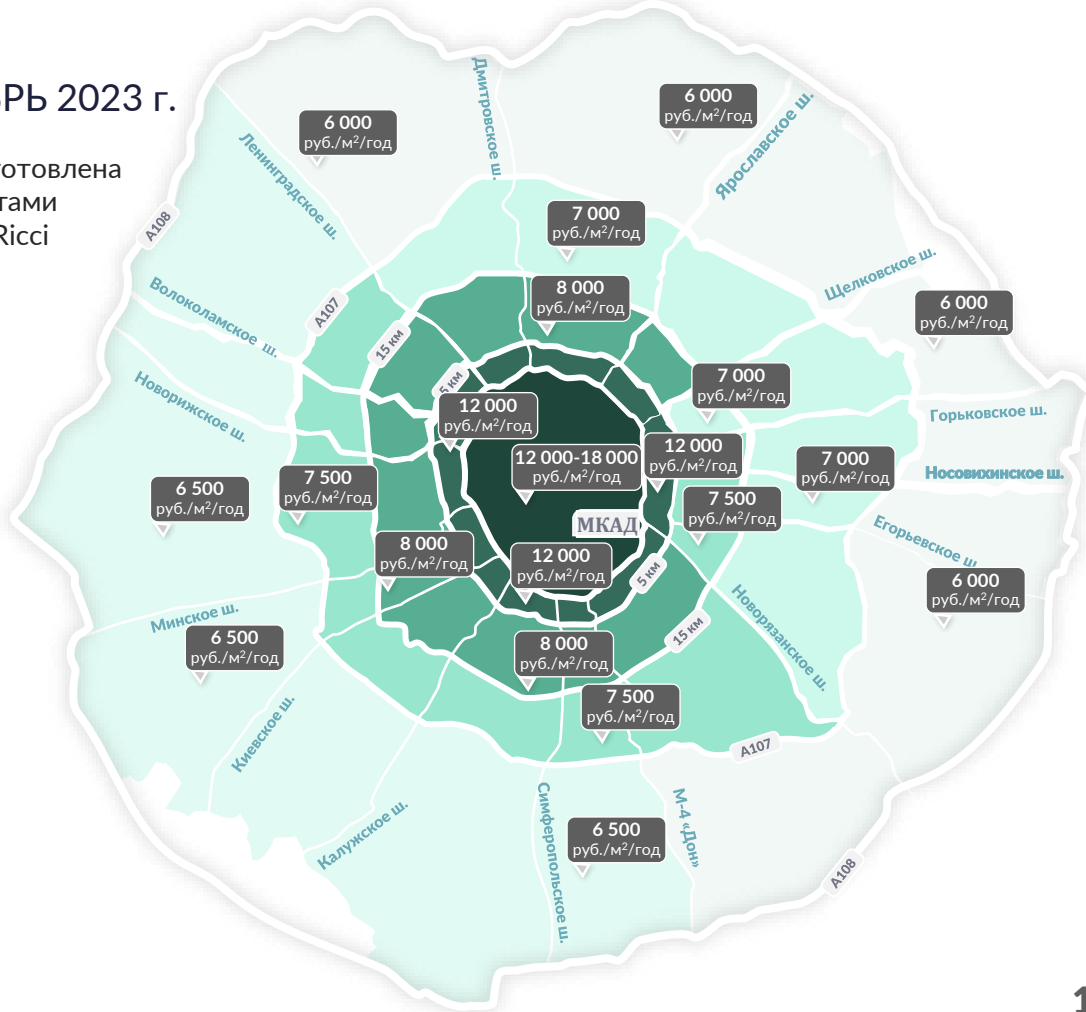 РЬ 2023 г.
готовлена
тами
Ricci
6 000
руб./м²/год
6 000
руб./м²/год
Дмитровское ш.
Ярославское ш.
Ленинградское ш.
А108
7 000
руб./м²/год
Щелковское ш.
8 000
руб./м²/год
Волоколамское ш.
А107
6 000
руб./м²/год
15 км
5 км
7 000
руб./м²/год
Новорижское ш.
12 000
руб./м²/год
Горьковское ш.
12 000
руб./м²/год
12 000-18 000
руб./м²/год
7 000
руб./м²/год
Носовихинское ш.
7 500
руб./м²/год
6 500
руб./м²/год
7 500
руб./м²/год
МКАД
Егорьевское ш.
8 000
руб./м²/год
12 000
руб./м²/год
5 км
6 000
руб./м²/год
Минское ш.
Новорязанское ш.
15 км
6 500
руб./м²/год
8 000
руб./м²/год
7 500
руб./м²/год
Киевское ш.
А107
Калужское ш.
Симферопольское ш.
М-4 «Дон»
6 500
руб./м²/год
А108
1